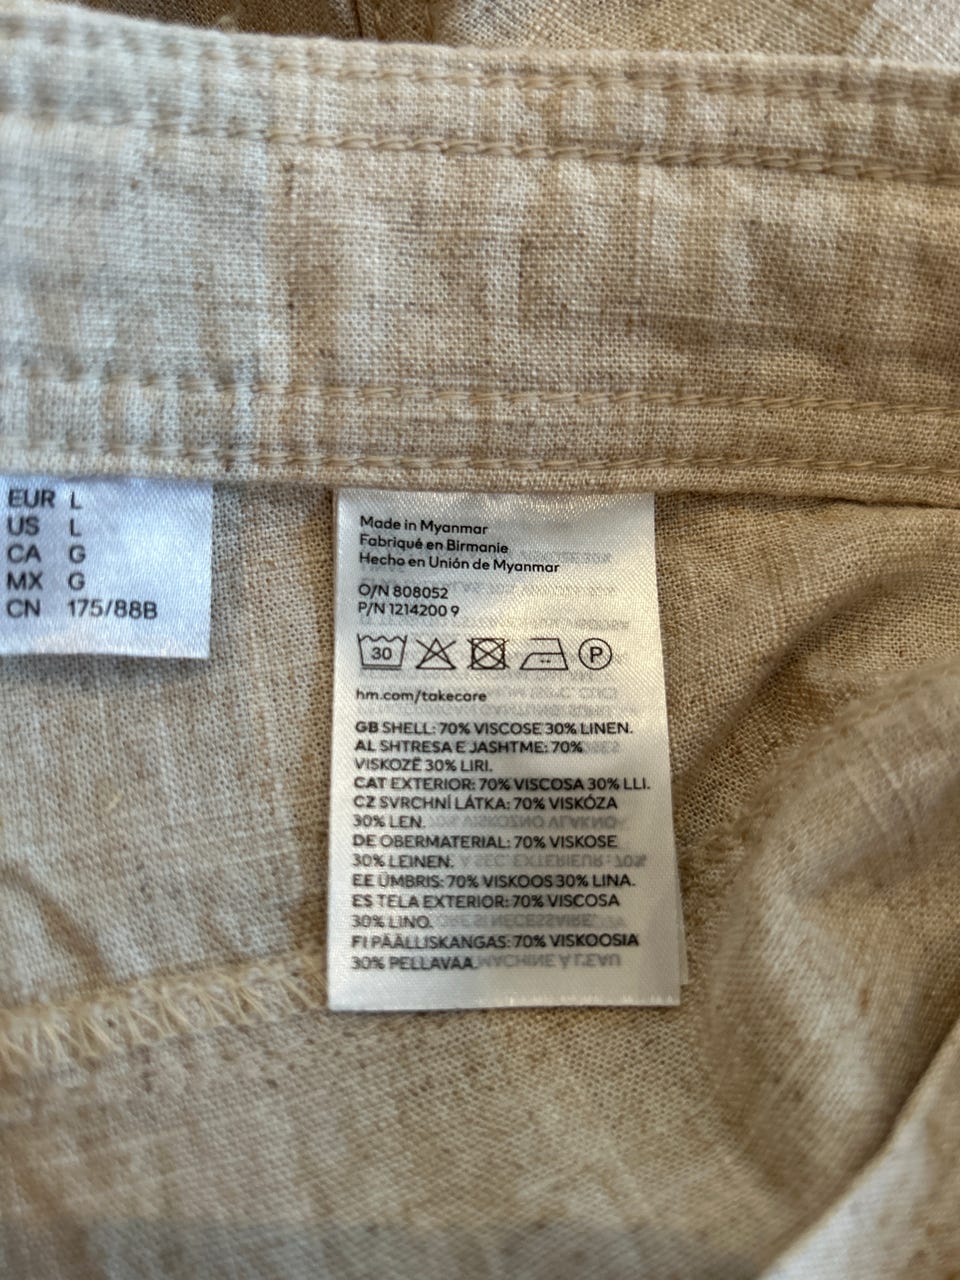 EUR L
US L
CA G
MX G
CN 175/88B
Made in Myanmar
Fabriqué en Birmanie
Hecho en Unión de Myanmar
O/N 808052
P/N 1214200 9
30
P
hm.com/takecare
GB SHELL: 70% VISCOSE 30% LINEN.
AL SHTRESA E JASHTME: 70%
VISKOZË 30% LIRI.
CAT EXTERIOR: 70% VISCOSA 30% LLI.
CZ SVRCHNÍ LÁTKA: 70% VISKÓZA
30% LEN.
DE OBERMATERIAL: 70% VISKOSE
30% LEINEN.
EE ÜMBRIS: 70% VISKOOS 30% LINA.
ES TELA EXTERIOR: 70% VISCOSA
30% LINO.
FI PÄÄLLISKANGAS: 70% VISKOOSIA
30% PELLAVAA.